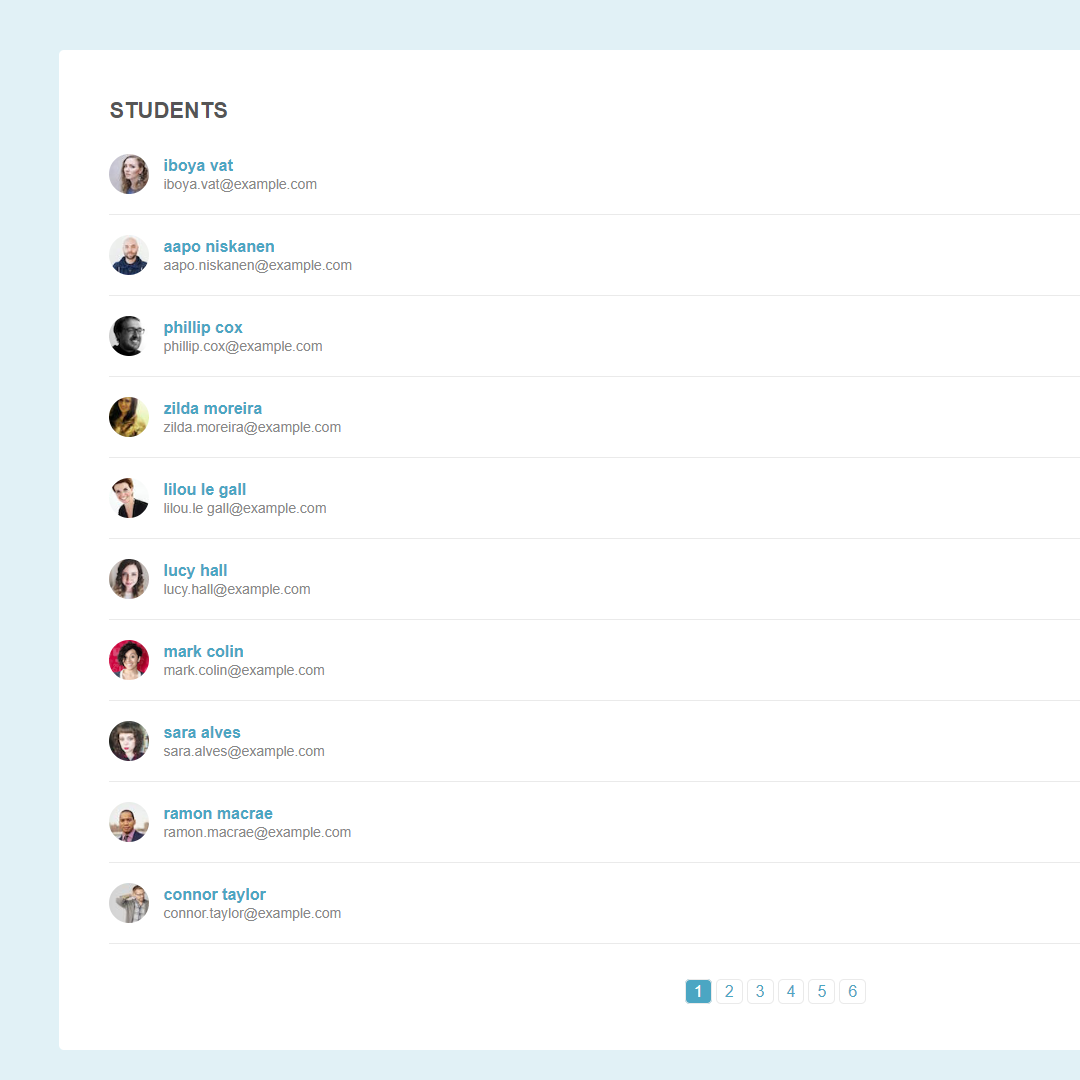 STUDENTS
iboya vat
iboya.vat@example.com
aapo niskanen
aapo.niskanen@example.com
phillip cox
phillip.cox@example.com
zilda moreira
zilda.moreira@example.com
lilou le gall
lilou.le gall@example.com
lucy hall
lucy.hall@example.com
mark colin
mark.colin@example.com
sara alves
sara.alves@example.com
ramon macrae
ramon.macrae@example.com
connor taylor
connor.taylor@example.com
1 2 3 4 5 6